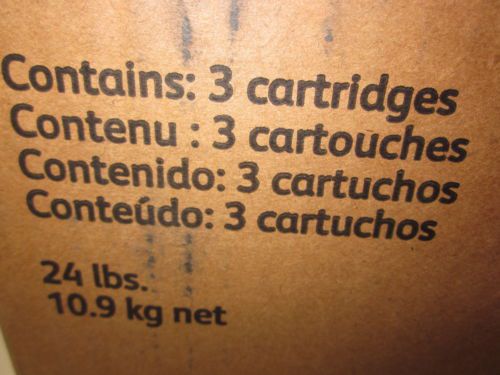 Contains: 3 cartridges
Contenu : 3 cartouches
Contenido: 3 cartuchos
Conteúdo: 3 cartuchos
24 lbs.
10.9 kg net